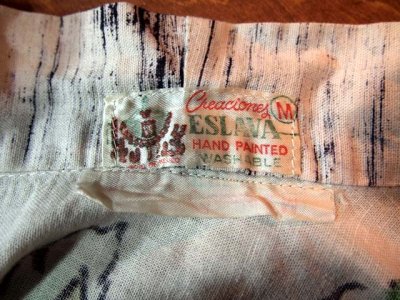 Creaciones M
ESLAVA
HAND PAINTED
WASHABLE